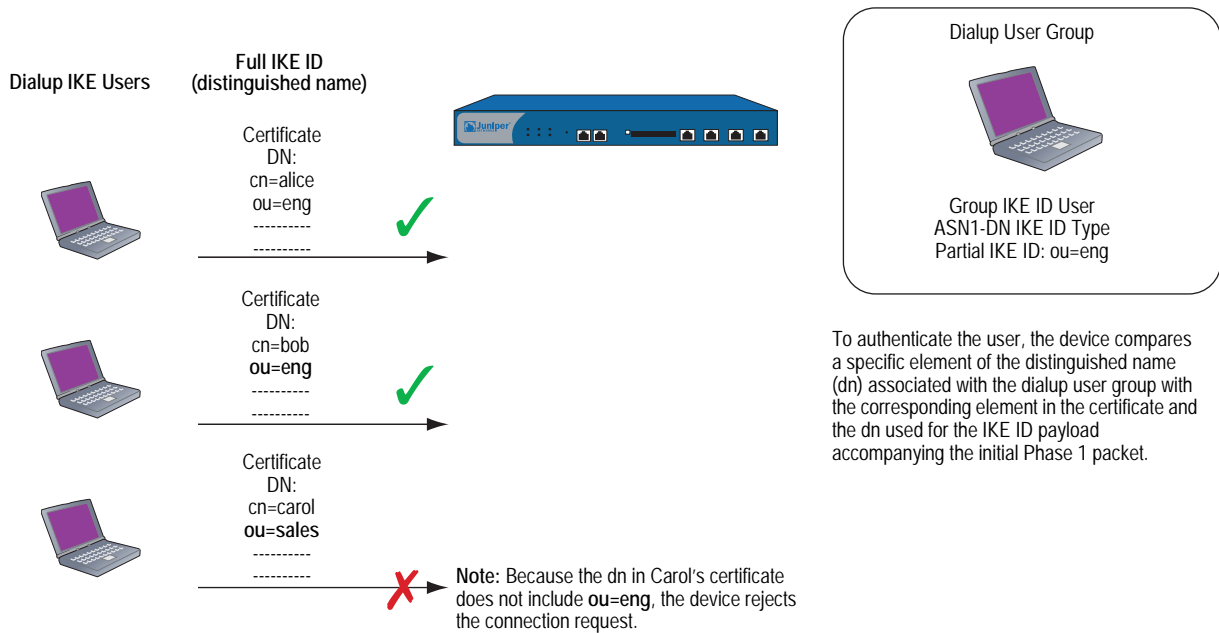 Dialup IKE Users
Full IKE ID
(distinguished name)
Certificate
DN:
cn=alice
ou=eng
----------
----------
Certificate
DN:
cn=bob
ou=eng
----------
----------
Certificate
DN:
cn=carol
ou=sales
----------
----------
Note: Because the dn in Carol's certificate
does not include ou=eng, the device rejects
the connection request.
Juniper
Dialup User Group
Group IKE ID User
ASN1-DN IKE ID Type
Partial IKE ID: ou=eng
To authenticate the user, the device compares
a specific element of the distinguished name
(dn) associated with the dialup user group with
the corresponding element in the certificate and
the dn used for the IKE ID payload
accompanying the initial Phase 1 packet.